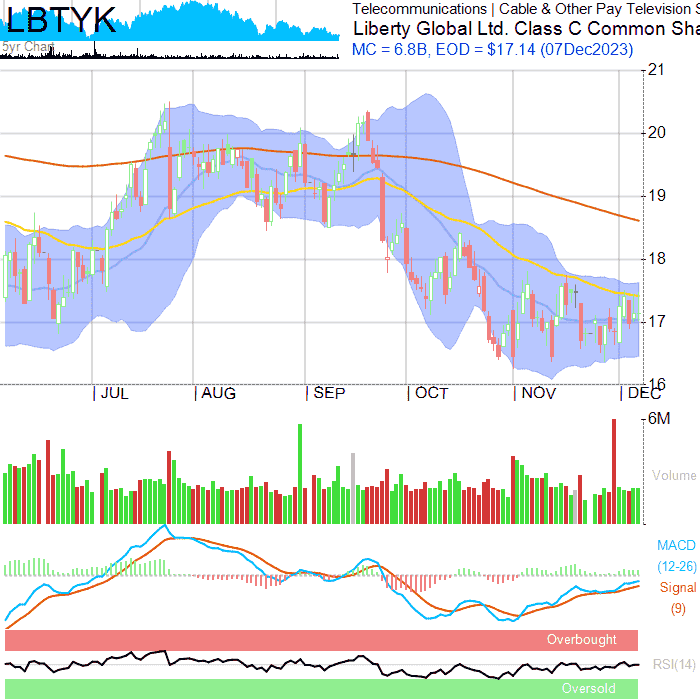 LBTYK
5yr Chart
Telecommunications | Cable & Other Pay Television S
Liberty Global Ltd. Class C Common Sha
MC = 6.8B, EOD = $17.14 (07Dec2023)
21
20
19
18
17
16
JUL AUG SEP OCT NOV DEC
6M
Volume
MACD
(12-26)
Signal
(9)
Overbought
RSI(14)
Oversold